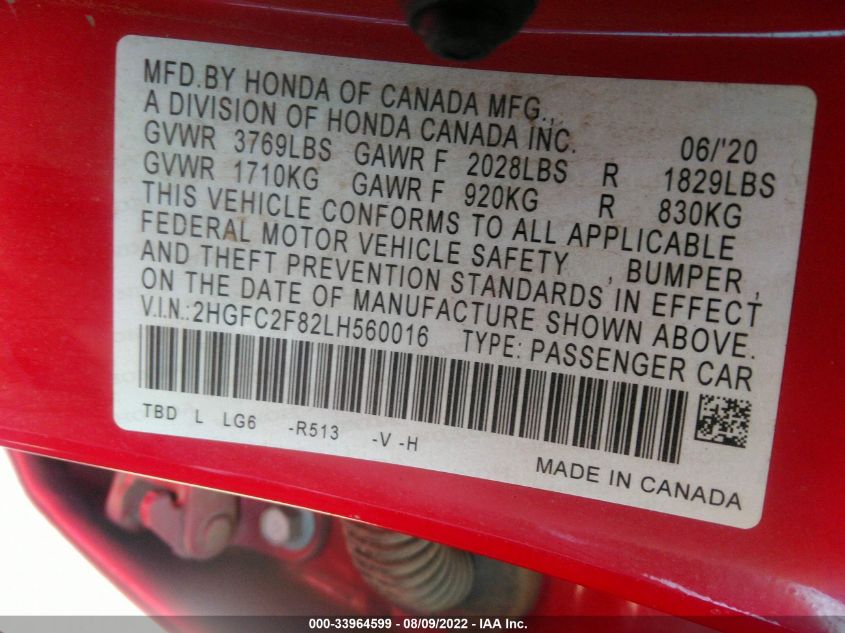 MFD.BY HONDA OF CANADA MFG.,
A DIVISION OF HONDA CANADA INC. 06/'20
GVWR 3769LBS GAWR F 2028LBS R 1829LBS
GVWR 1710KG GAWR F 920KG R 830KG
THIS VEHICLE CONFORMS TO ALL APPLICABLE
FEDERAL MOTOR VEHICLE SAFETY , BUMPER ,
AND THEFT PREVENTION STANDARDS IN EFFECT
ON THE DATE OF MANUFACTURE SHOWN ABOVE.
V.I.N.:2HGFC2F82LH560016 TYPE: PASSENGER CAR
TBD L LG6 -R513 -V -H
MADE IN CANADA
000-33964599 - 08/09/2022 - IAA Inc.